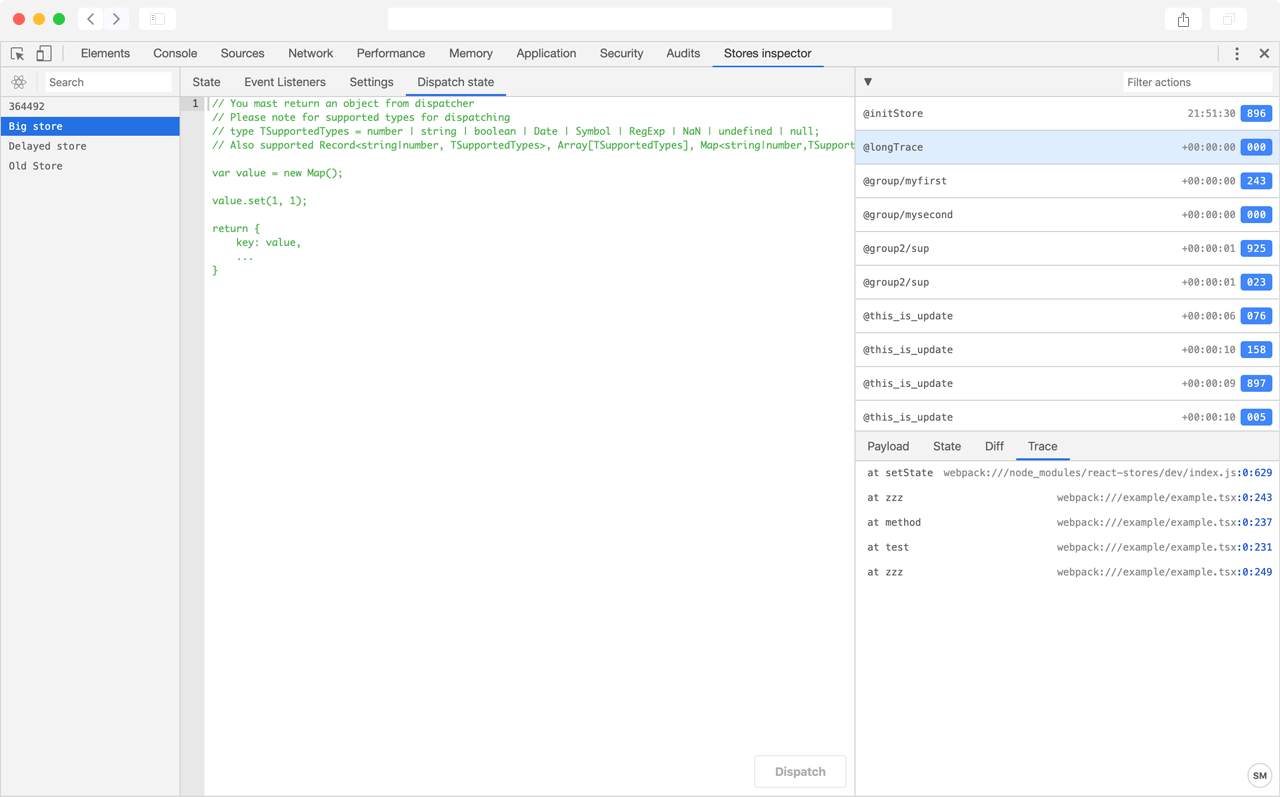 Elements Console Sources Network Performance Memory Application Security Audits Stores inspector
Search
364492
Big store
Delayed store
Old Store
State Event Listeners Settings Dispatch state
1
// You mast return an object from dispatcher
// Please note for supported types for dispatching
// type TSupportedTypes = number | string | boolean | Date | Symbol | RegExp | NaN | undefined | null;
// Also supported Record<string|number, TSupportedTypes>, Array[TSupportedTypes], Map<string|number,TSupport
var value = new Map();
value.set(1, 1);
return {
key: value,
...
}
Dispatch
▼ Filter actions
@initStore 21:51:30 896
@longTrace +00:00:00 000
@group/myfirst +00:00:00 243
@group/mysecond +00:00:00 000
@group2/sup +00:00:01 925
@group2/sup +00:00:01 023
@this_is_update +00:00:06 076
@this_is_update +00:00:10 158
@this_is_update +00:00:09 897
@this_is_update +00:00:10 005
Payload State Diff Trace
at setState webpack:///node_modules/react-stores/dev/index.js:0:629
at zzz webpack:///example/example.tsx:0:243
at method webpack:///example/example.tsx:0:237
at test webpack:///example/example.tsx:0:231
at zzz webpack:///example/example.tsx:0:249
SM